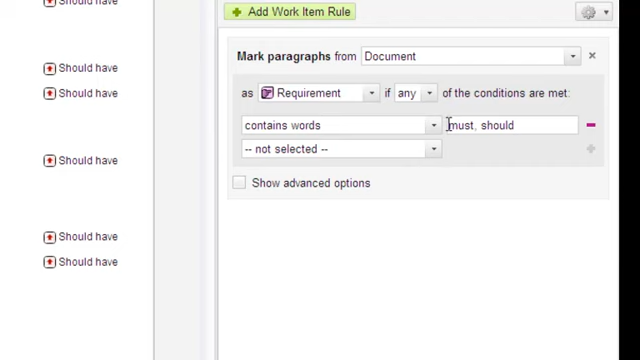 Should have
Add Work Item Rule
Mark paragraphs from Document
Should have
Should have
as Requirement if any of the conditions are met:
contains words must, should
-- not selected --
Should have
Show advanced options
Should have
Should have